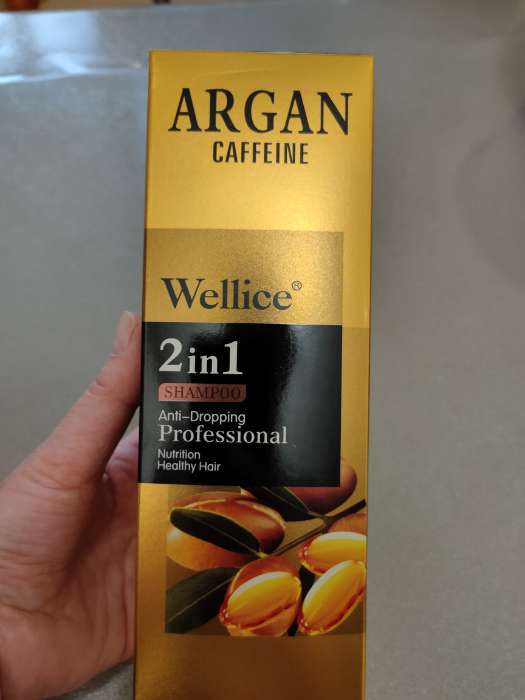 ARGAN
CAFFEINE
Wellice®
2in1
SHAMPOO
Anti-Dropping
Professional
Nutrition
Healthy Hair